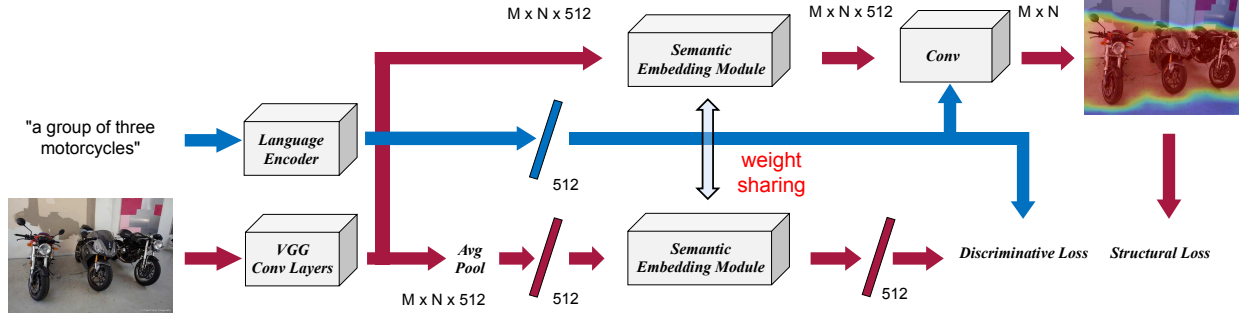 M x N x 512
M x N x 512
M x N
Semantic
Embedding Module
Conv
"a group of three
motorcycles"
Language
Encoder
512
weight
sharing
VGG
Conv Layers
Avg
Pool
M x N x 512
512
Semantic
Embedding Module
512
Discriminative Loss
Structural Loss